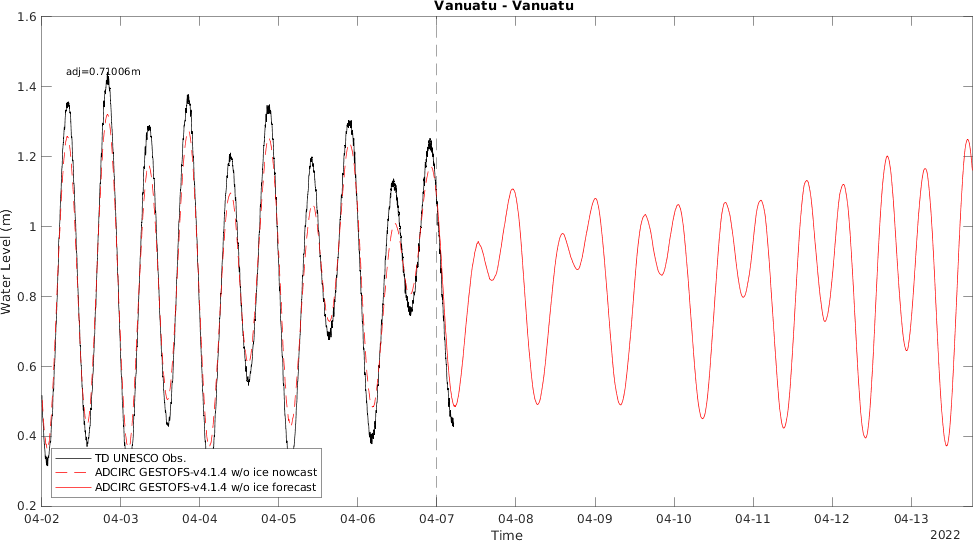 Vanuatu - Vanuatu
adj=0.71006m
1.6
1.4
1.2
1
0.8
0.6
0.4
0.2
Water Level (m)
TD UNESCO Obs.
ADCIRC GESTOFS-v4.1.4 w/o ice nowcast
ADCIRC GESTOFS-v4.1.4 w/o ice forecast
04-02 04-03 04-04 04-05 04-06 04-07 04-08 04-09 04-10 04-11 04-12 04-13
Time
2022